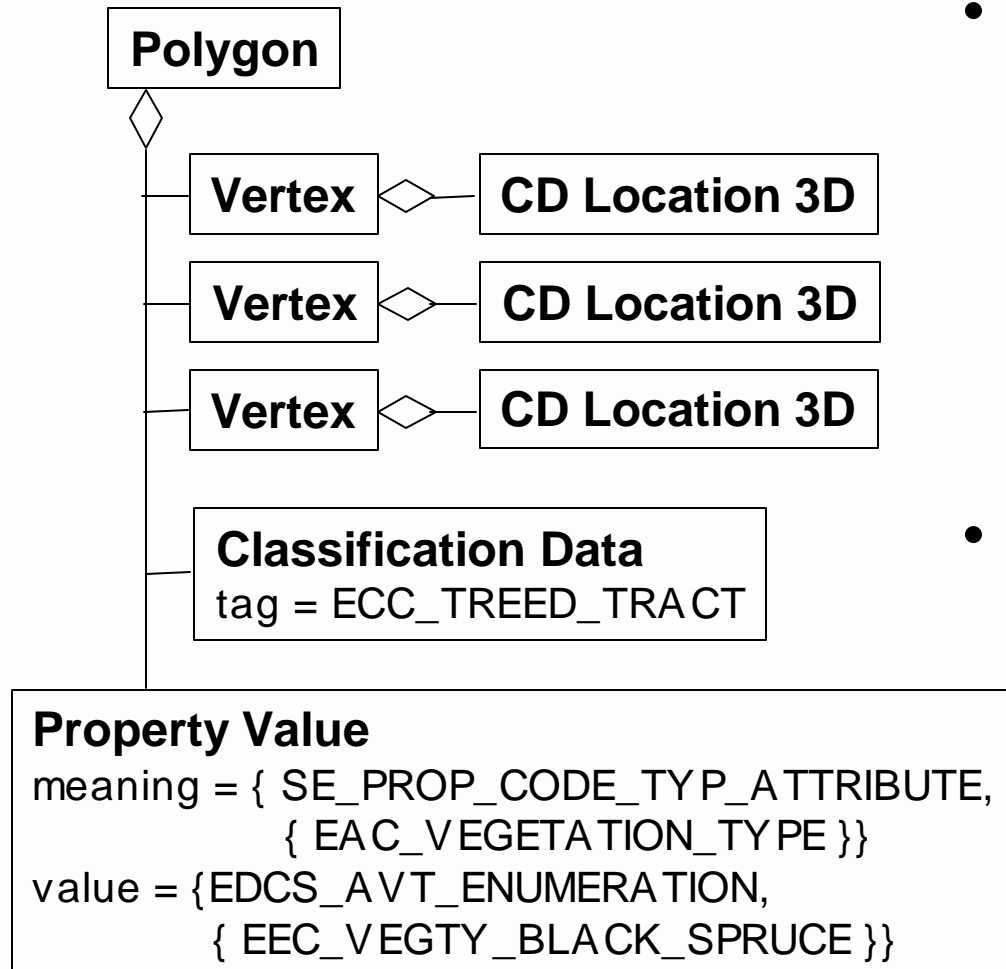 Polygon
Vertex
CD Location 3D
Vertex
CD Location 3D
Vertex
CD Location 3D
Classification Data
tag = ECC_TREED_TRACT
Property Value
meaning = { SE_PROP_CODE_TYP_ATTRIBUTE,
{ EAC_VEGETATION_TYPE }}
value = {EDCS_AVT_ENUMERATION,
{ EEC_VEGTY_BLACK_SPRUCE }}